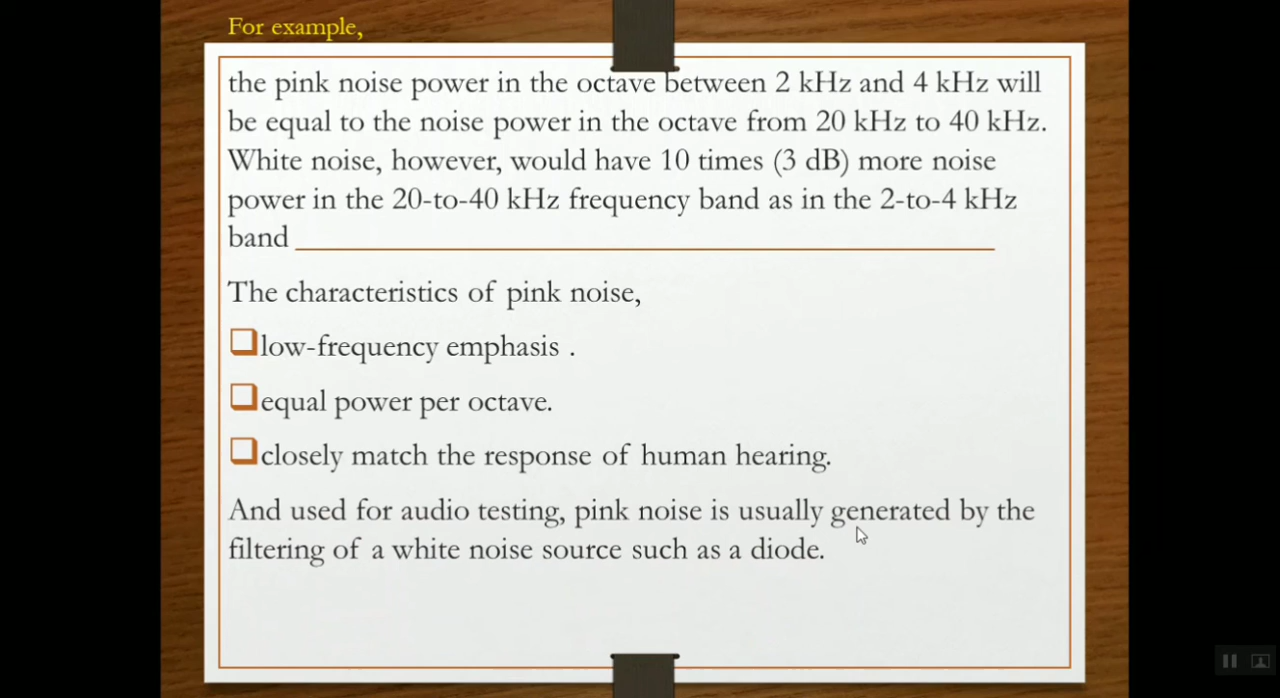 For example,
the pink noise power in the octave between 2 kHz and 4 kHz will
be equal to the noise power in the octave from 20 kHz to 40 kHz.
White noise, however, would have 10 times (3 dB) more noise
power in the 20-to-40 kHz frequency band as in the 2-to-4 kHz
band
The characteristics of pink noise,
low-frequency emphasis .
equal power per octave.
closely match the response of human hearing.
And used for audio testing, pink noise is usually generated by the
filtering of a white noise source such as a diode.